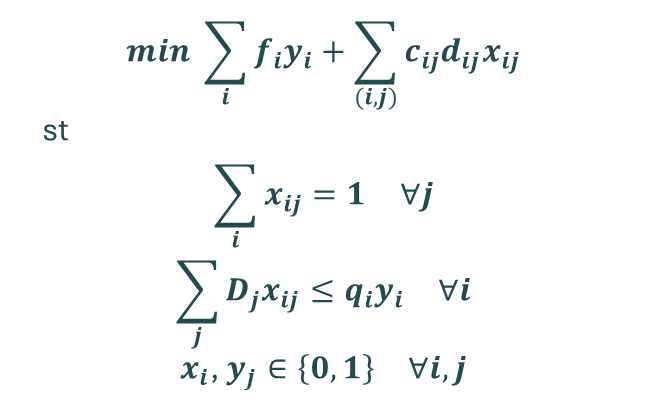 min ∑_i f_i y_i + ∑_(i,j) c_ij d_ij x_ij
st
∑_i x_ij = 1 ∀j
∑_j D_j x_ij ≤ q_i y_i ∀i
x_i, y_j ∈ {0, 1} ∀i, j